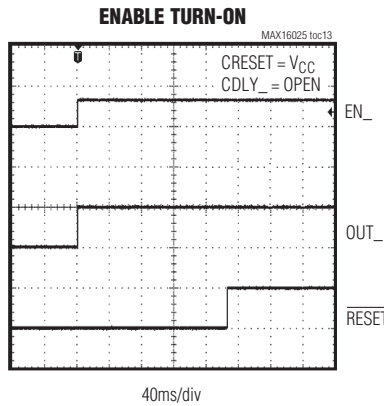 ENABLE TURN-ON
MAX16025 toc13
CRESET = VCC
CDLY_ = OPEN
EN_
OUT_
RESET
40ms/div